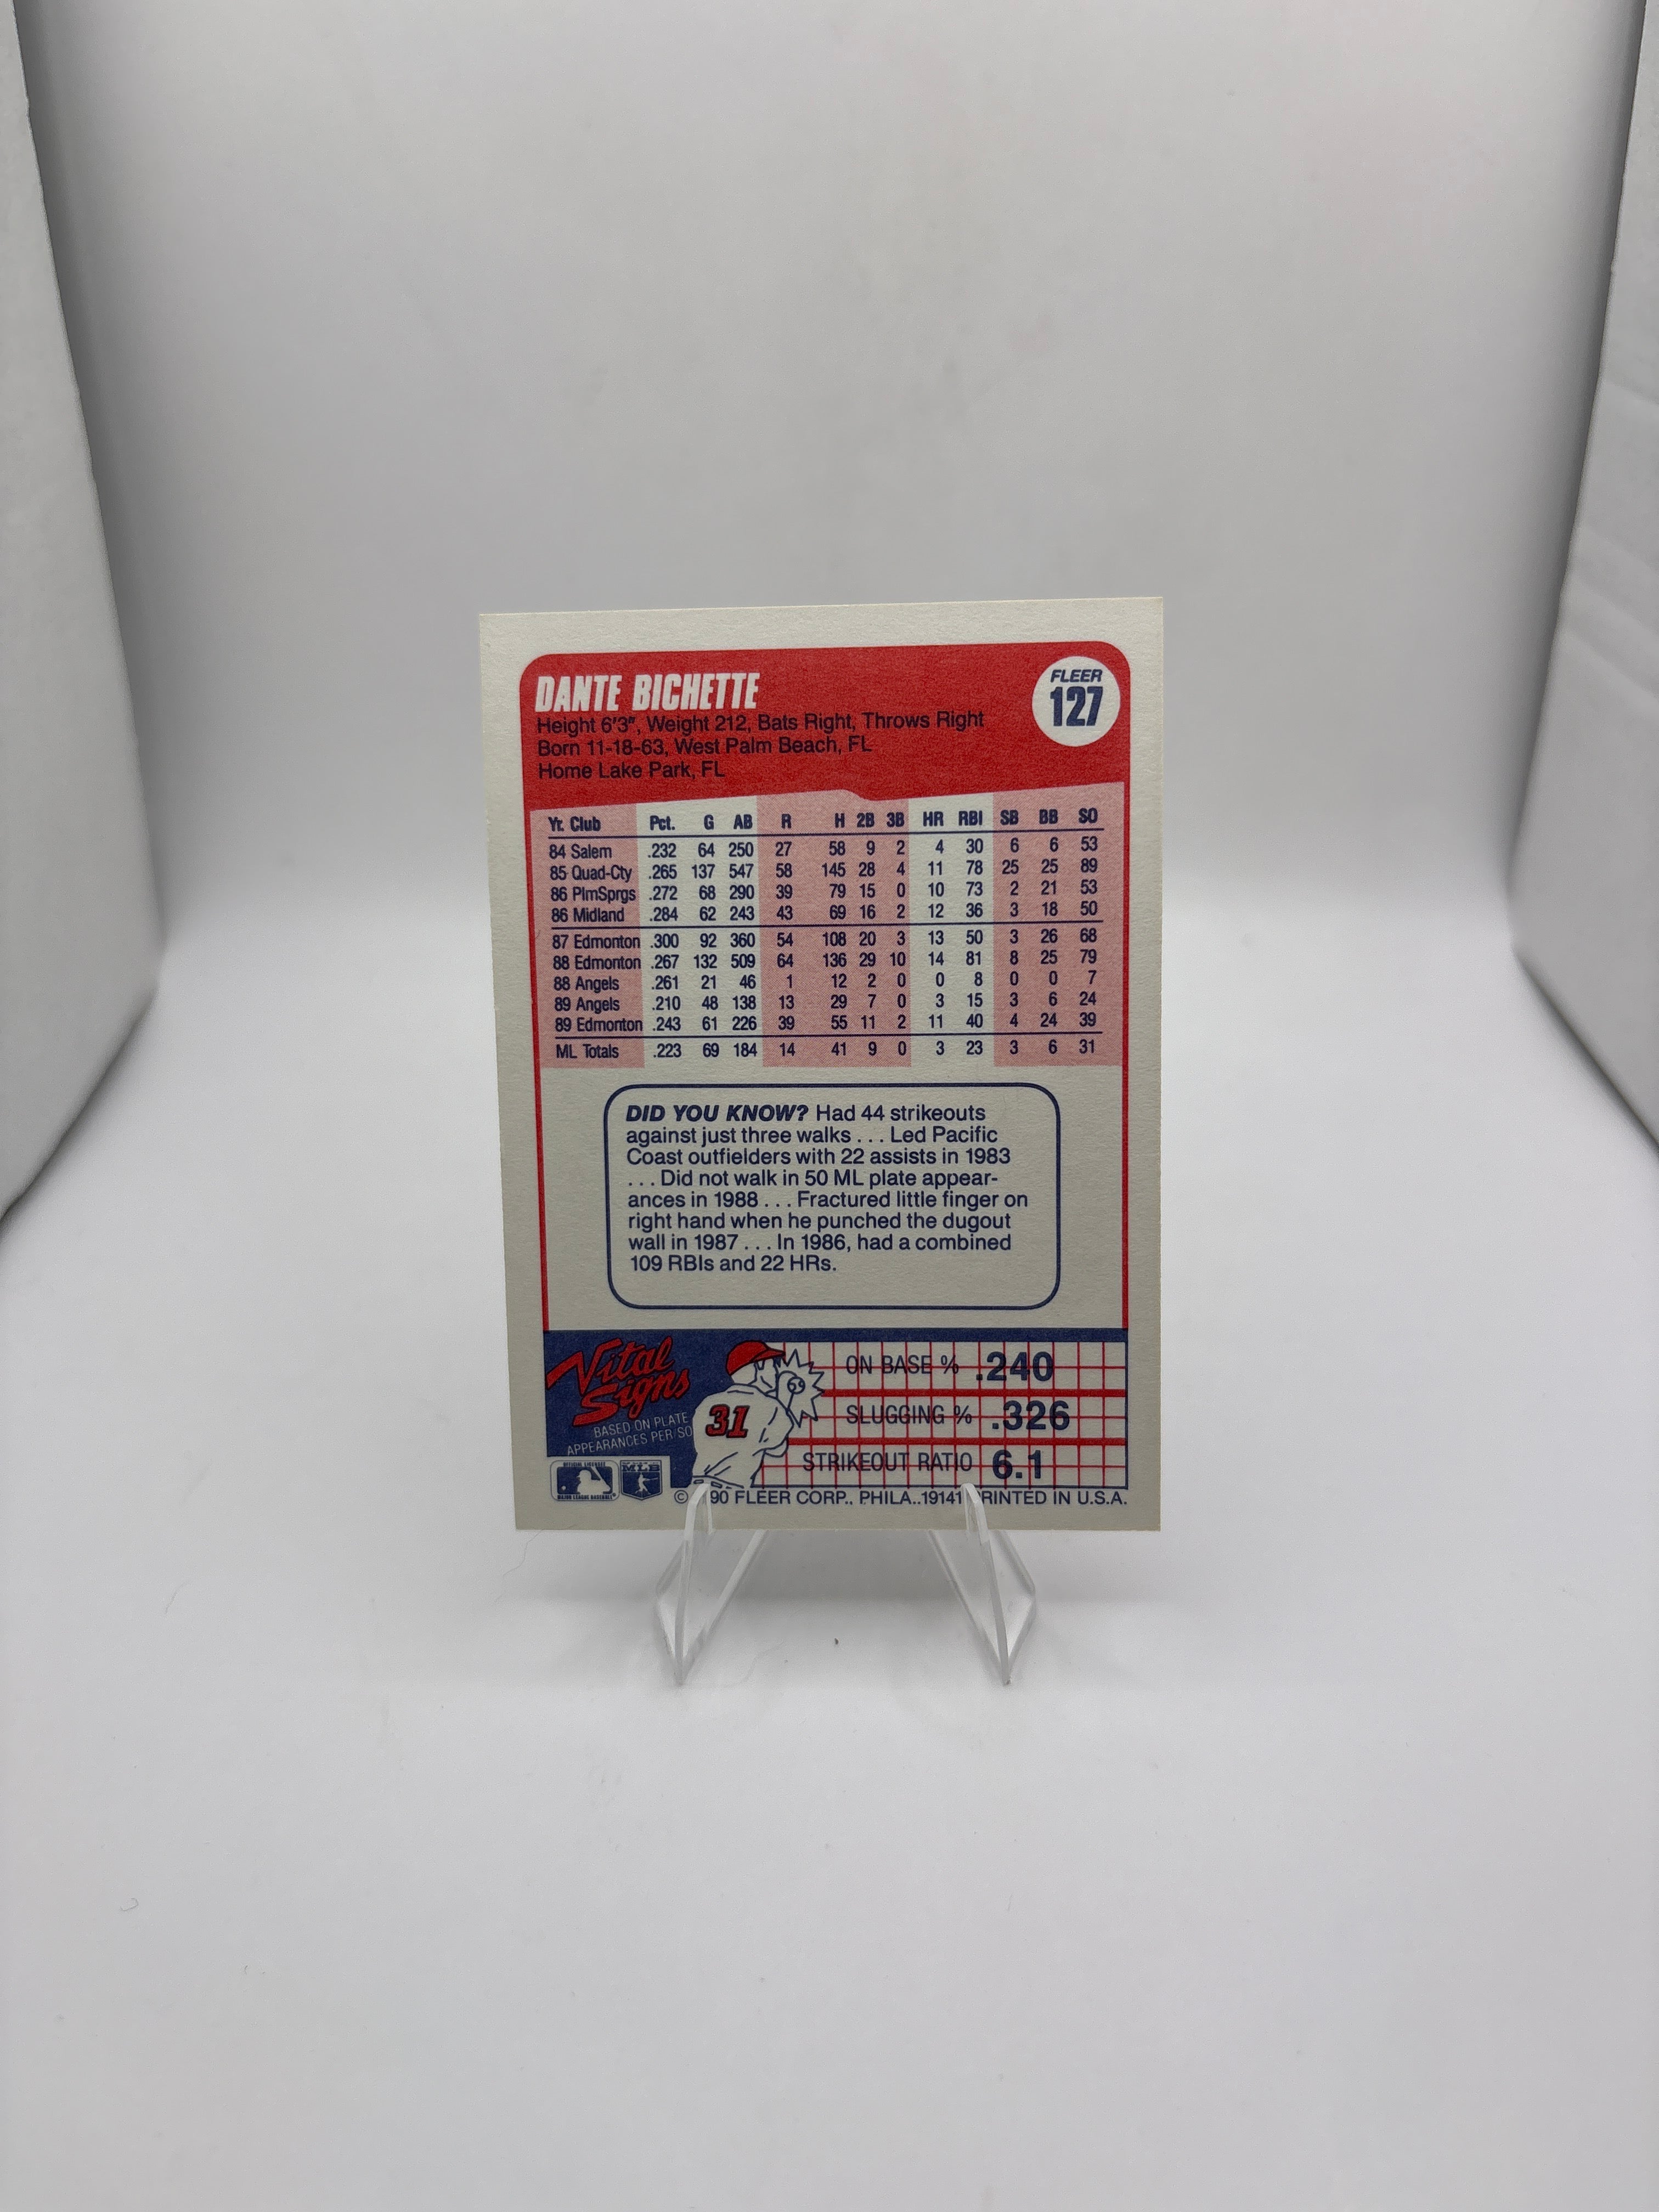 DANTE BICHETTE
FLEER
127
Height 6'3", Weight 212, Bats Right, Throws Right
Born 11-18-63, West Palm Beach, FL
Home Lake Park, FL
Yr. Club Pct. G AB R H 2B 3B HR RBI SB BB SO
84 Salem .232 64 250 27 58 9 2 4 30 6 6 53
85 Quad-Cty .265 137 547 58 145 28 4 11 78 25 25 89
86 PlmSprgs .272 68 290 39 79 15 0 10 73 2 21 53
86 Midland .284 62 243 43 69 16 2 12 36 3 18 50
87 Edmonton .300 92 360 54 108 20 3 13 50 3 26 68
88 Edmonton .267 132 509 64 136 29 10 14 81 8 25 79
88 Angels .261 21 46 1 12 2 0 0 8 0 0 7
89 Angels .210 48 138 13 29 7 0 3 15 3 6 24
89 Edmonton .243 61 226 39 55 11 2 11 40 4 24 39
ML Totals .223 69 184 14 41 9 0 3 23 3 6 31
DID YOU KNOW? Had 44 strikeouts
against just three walks . . . Led Pacific
Coast outfielders with 22 assists in 1983
. . . Did not walk in 50 ML plate appear-
ances in 1988 . . . Fractured little finger on
right hand when he punched the dugout
wall in 1987 . . . In 1986, had a combined
109 RBIs and 22 HRs.
Vital
Signs
BASED ON PLATE
APPEARANCES PER/SO
31
ON BASE % .240
SLUGGING % .326
STRIKEOUT RATIO 6.1
MLB
© 90 FLEER CORP., PHILA., 19141 RINTED IN U.S.A.